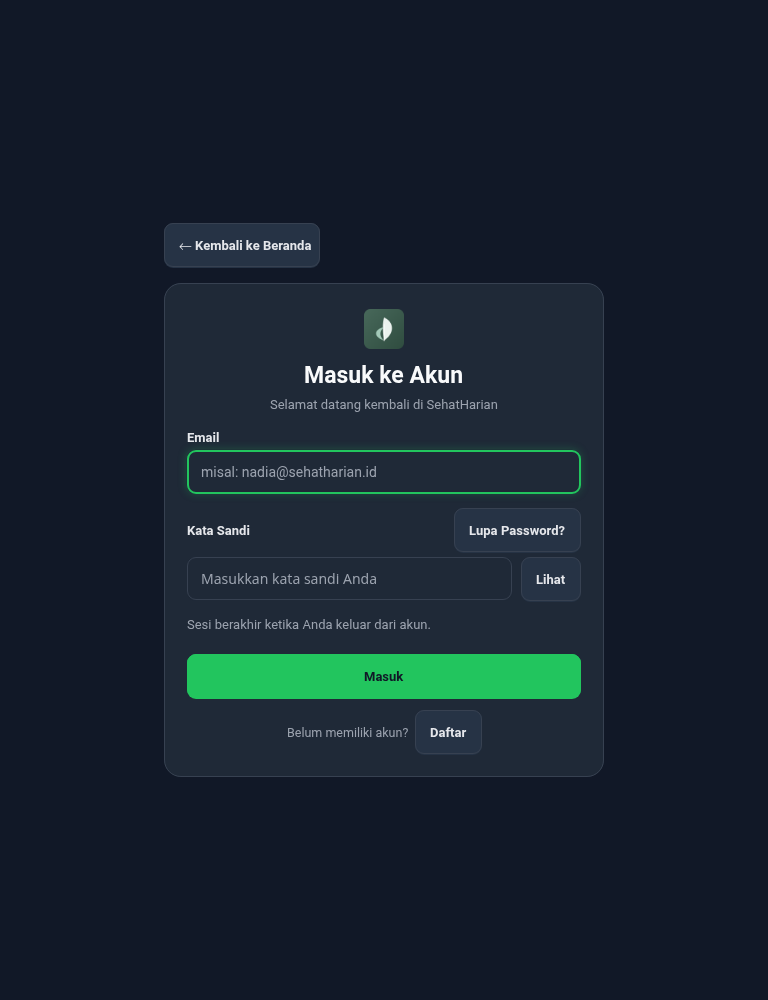 ← Kembali ke Beranda
Masuk ke Akun
Selamat datang kembali di SehatHarian
Email
misal: nadia@sehatharian.id
Kata Sandi
Lupa Password?
Masukkan kata sandi Anda
Lihat
Sesi berakhir ketika Anda keluar dari akun.
Masuk
Belum memiliki akun?
Daftar